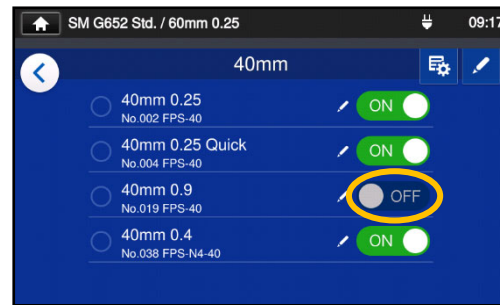 SM G652 Std. / 60mm 0.25 09:17
40mm
40mm 0.25
No.002 FPS-40
ON
40mm 0.25 Quick
No.004 FPS-40
ON
40mm 0.9
No.019 FPS-40
OFF
40mm 0.4
No.038 FPS-N4-40
ON